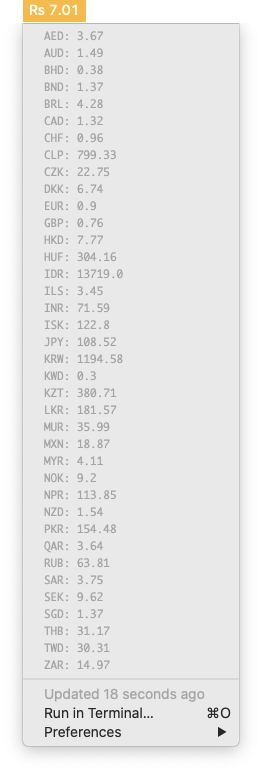 Rs 7.01
AED: 3.67
AUD: 1.49
BHD: 0.38
BND: 1.37
BRL: 4.28
CAD: 1.32
CHF: 0.96
CLP: 799.33
CZK: 22.75
DKK: 6.74
EUR: 0.9
GBP: 0.76
HKD: 7.77
HUF: 304.16
IDR: 13719.0
ILS: 3.45
INR: 71.59
ISK: 122.8
JPY: 108.52
KRW: 1194.58
KWD: 0.3
KZT: 380.71
LKR: 181.57
MUR: 35.99
MXN: 18.87
MYR: 4.11
NOK: 9.2
NPR: 113.85
NZD: 1.54
PKR: 154.48
QAR: 3.64
RUB: 63.81
SAR: 3.75
SEK: 9.62
SGD: 1.37
THB: 31.17
TWD: 30.31
ZAR: 14.97
Updated 18 seconds ago
Run in Terminal... ⌘O
Preferences ▶